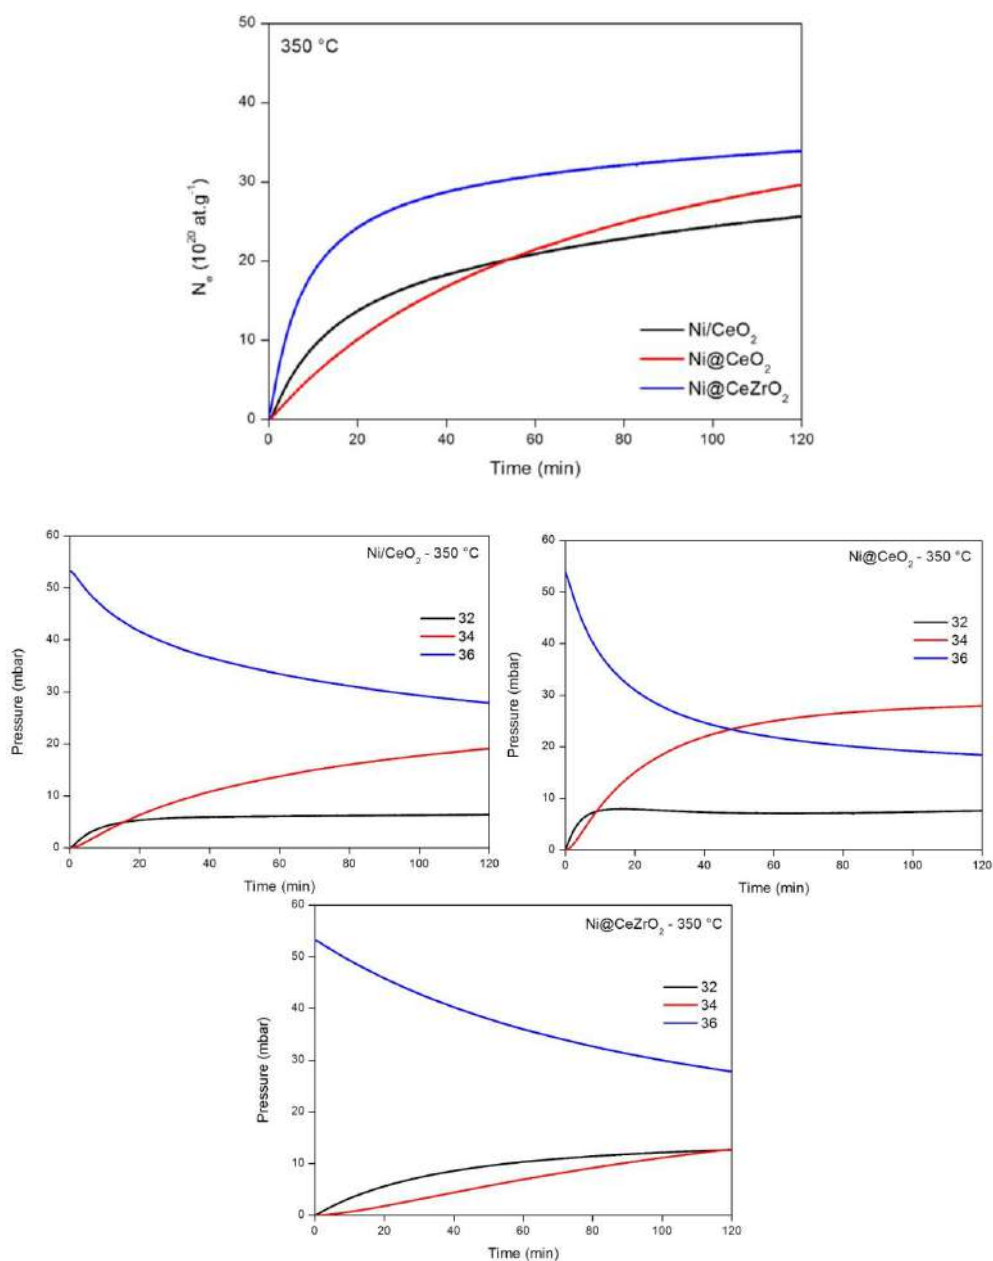 350 °C
50
40
30
20
10
0
Nₑ (10²⁰ at.g⁻¹)
Ni/CeO₂
Ni@CeO₂
Ni@CeZrO₂
0 20 40 60 80 100 120
Time (min)
Ni/CeO₂ - 350 °C
60
50
40
30
20
10
0
Pressure (mbar)
32
34
36
0 20 40 60 80 100 120
Time (min)
Ni@CeO₂ - 350 °C
60
50
40
30
20
10
0
Pressure (mbar)
32
34
36
0 20 40 60 80 100 120
Time (min)
Ni@CeZrO₂ - 350 °C
60
50
40
30
20
10
0
Pressure (mbar)
32
34
36
0 20 40 60 80 100 120
Time (min)